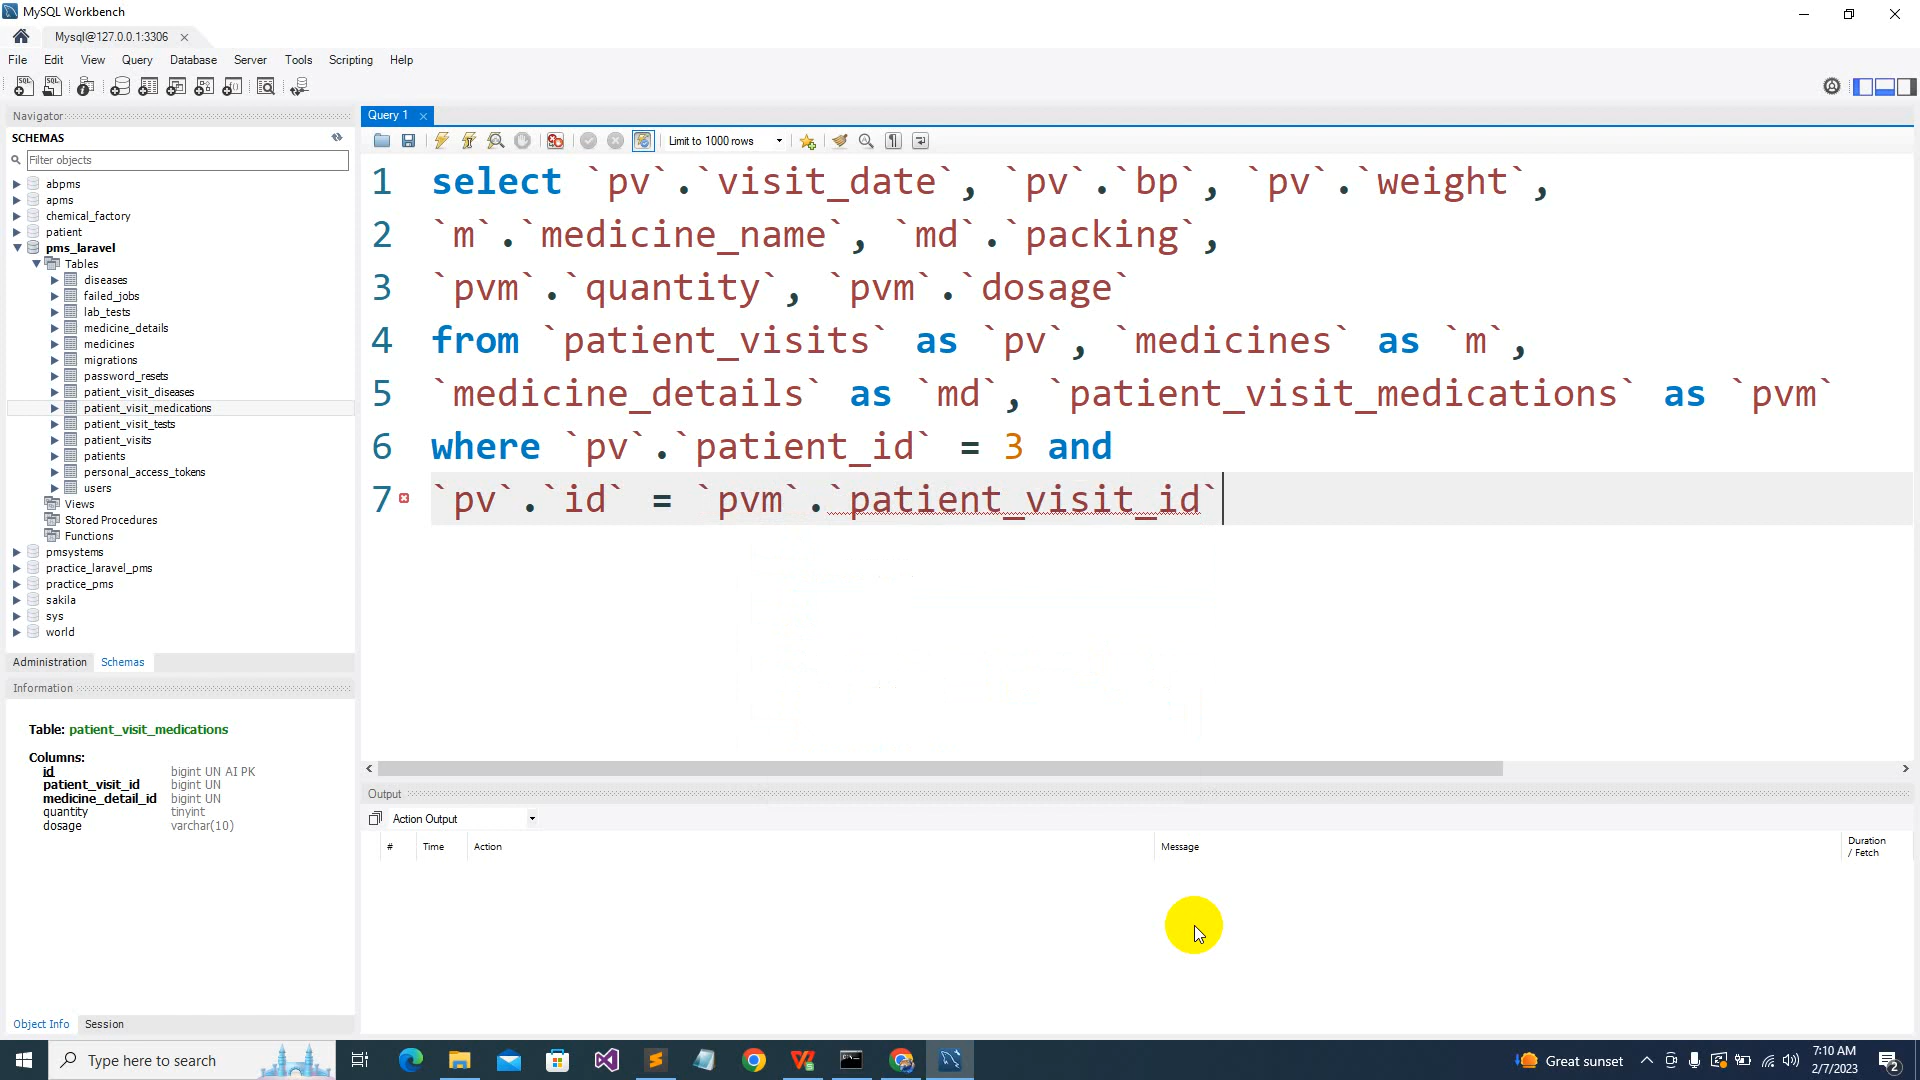 MySQL Workbench
Mysql@127.0.0.1:3306
File Edit View Query Database Server Tools Scripting Help
Navigator
SCHEMAS
Filter objects
abpms
apms
chemical_factory
patient
pms_laravel
Tables
diseases
failed_jobs
lab_tests
medicine_details
medicines
migrations
password_resets
patient_visit_diseases
patient_visit_medications
patient_visit_tests
patient_visits
patients
personal_access_tokens
users
Views
Stored Procedures
Functions
pmsystems
practice_laravel_pms
practice_pms
sakila
sys
world
Administration Schemas
Information
Table: patient_visit_medications
Columns:
id bigint UN AI PK
patient_visit_id bigint UN
medicine_detail_id bigint UN
quantity tinyint
dosage varchar(10)
Object Info Session
Query 1
Limit to 1000 rows
1 select `pv`.`visit_date`, `pv`.`bp`, `pv`.`weight`,
2 `m`.`medicine_name`, `md`.`packing`,
3 `pvm`.`quantity`, `pvm`.`dosage`
4 from `patient_visits` as `pv`, `medicines` as `m`,
5 `medicine_details` as `md`, `patient_visit_medications` as `pvm`
6 where `pv`.`patient_id` = 3 and
7 `pv`.`id` = `pvm`.`patient_visit_id`
Output
Action Output
# Time Action Message Duration / Fetch
Type here to search
Great sunset
7:10 AM
2/7/2023
2